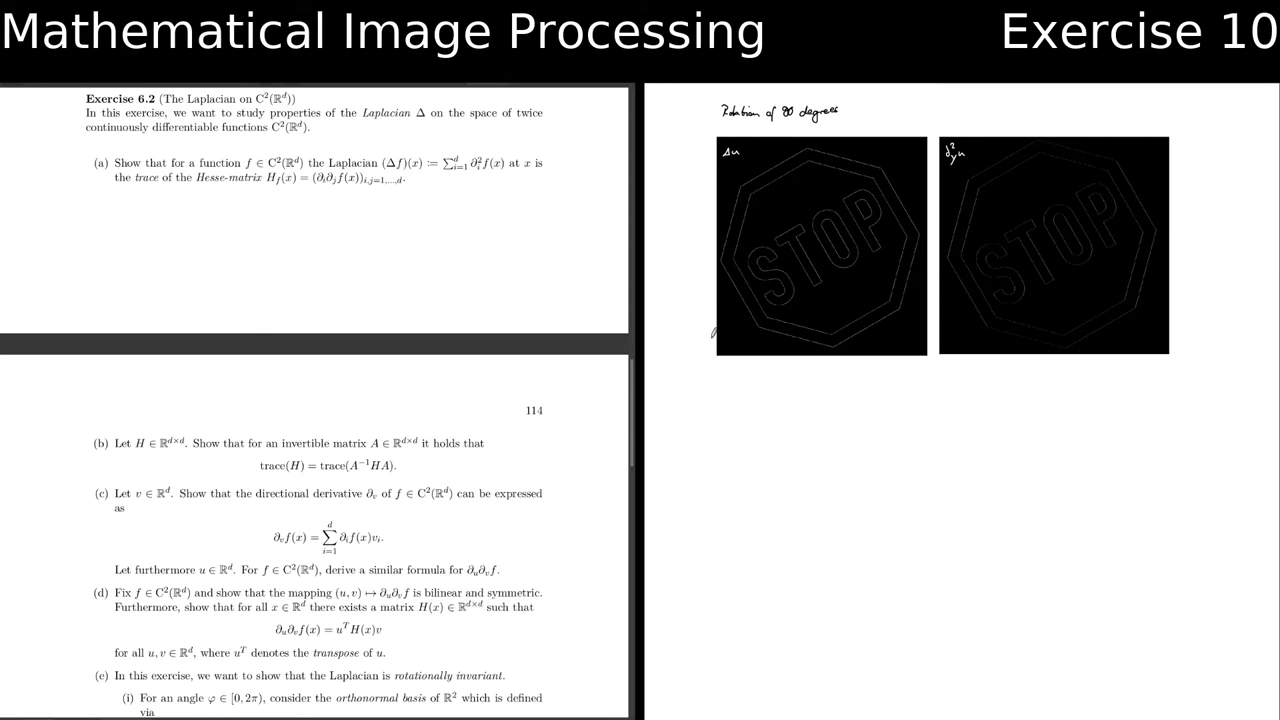 Mathematical Image Processing Exercise 10
Exercise 6.2 (The Laplacian on C²(ℝᵈ))
In this exercise, we want to study properties of the Laplacian Δ on the space of twice
continuously differentiable functions C²(ℝᵈ).
(a) Show that for a function f ∈ C²(ℝᵈ) the Laplacian (Δf)(x) := ∑ᵢ₌₁ᵈ ∂ᵢ²f(x) at x is
the trace of the Hesse-matrix H_f(x) = (∂ᵢ∂ⱼf(x))ᵢ,ⱼ₌₁,...,d.
114
(b) Let H ∈ ℝᵈˣᵈ. Show that for an invertible matrix A ∈ ℝᵈˣᵈ it holds that
trace(H) = trace(A⁻¹HA).
(c) Let v ∈ ℝᵈ. Show that the directional derivative ∂ᵥ of f ∈ C²(ℝᵈ) can be expressed
as
∂ᵥf(x) = ∑ᵢ₌₁ᵈ ∂ᵢf(x)vᵢ.
Let furthermore u ∈ ℝᵈ. For f ∈ C²(ℝᵈ), derive a similar formula for ∂ᵤ∂ᵥf.
(d) Fix f ∈ C²(ℝᵈ) and show that the mapping (u, v) ↦ ∂ᵤ∂ᵥf is bilinear and symmetric.
Furthermore, show that for all x ∈ ℝᵈ there exists a matrix H(x) ∈ ℝᵈˣᵈ such that
∂ᵤ∂ᵥf(x) = uᵀH(x)v
for all u, v ∈ ℝᵈ, where uᵀ denotes the transpose of u.
(e) In this exercise, we want to show that the Laplacian is rotationally invariant.
(i) For an angle φ ∈ [0, 2π), consider the orthonormal basis of ℝ² which is defined
via
Rotation of degrees
Δu
∂²_y u
STOP
STOP